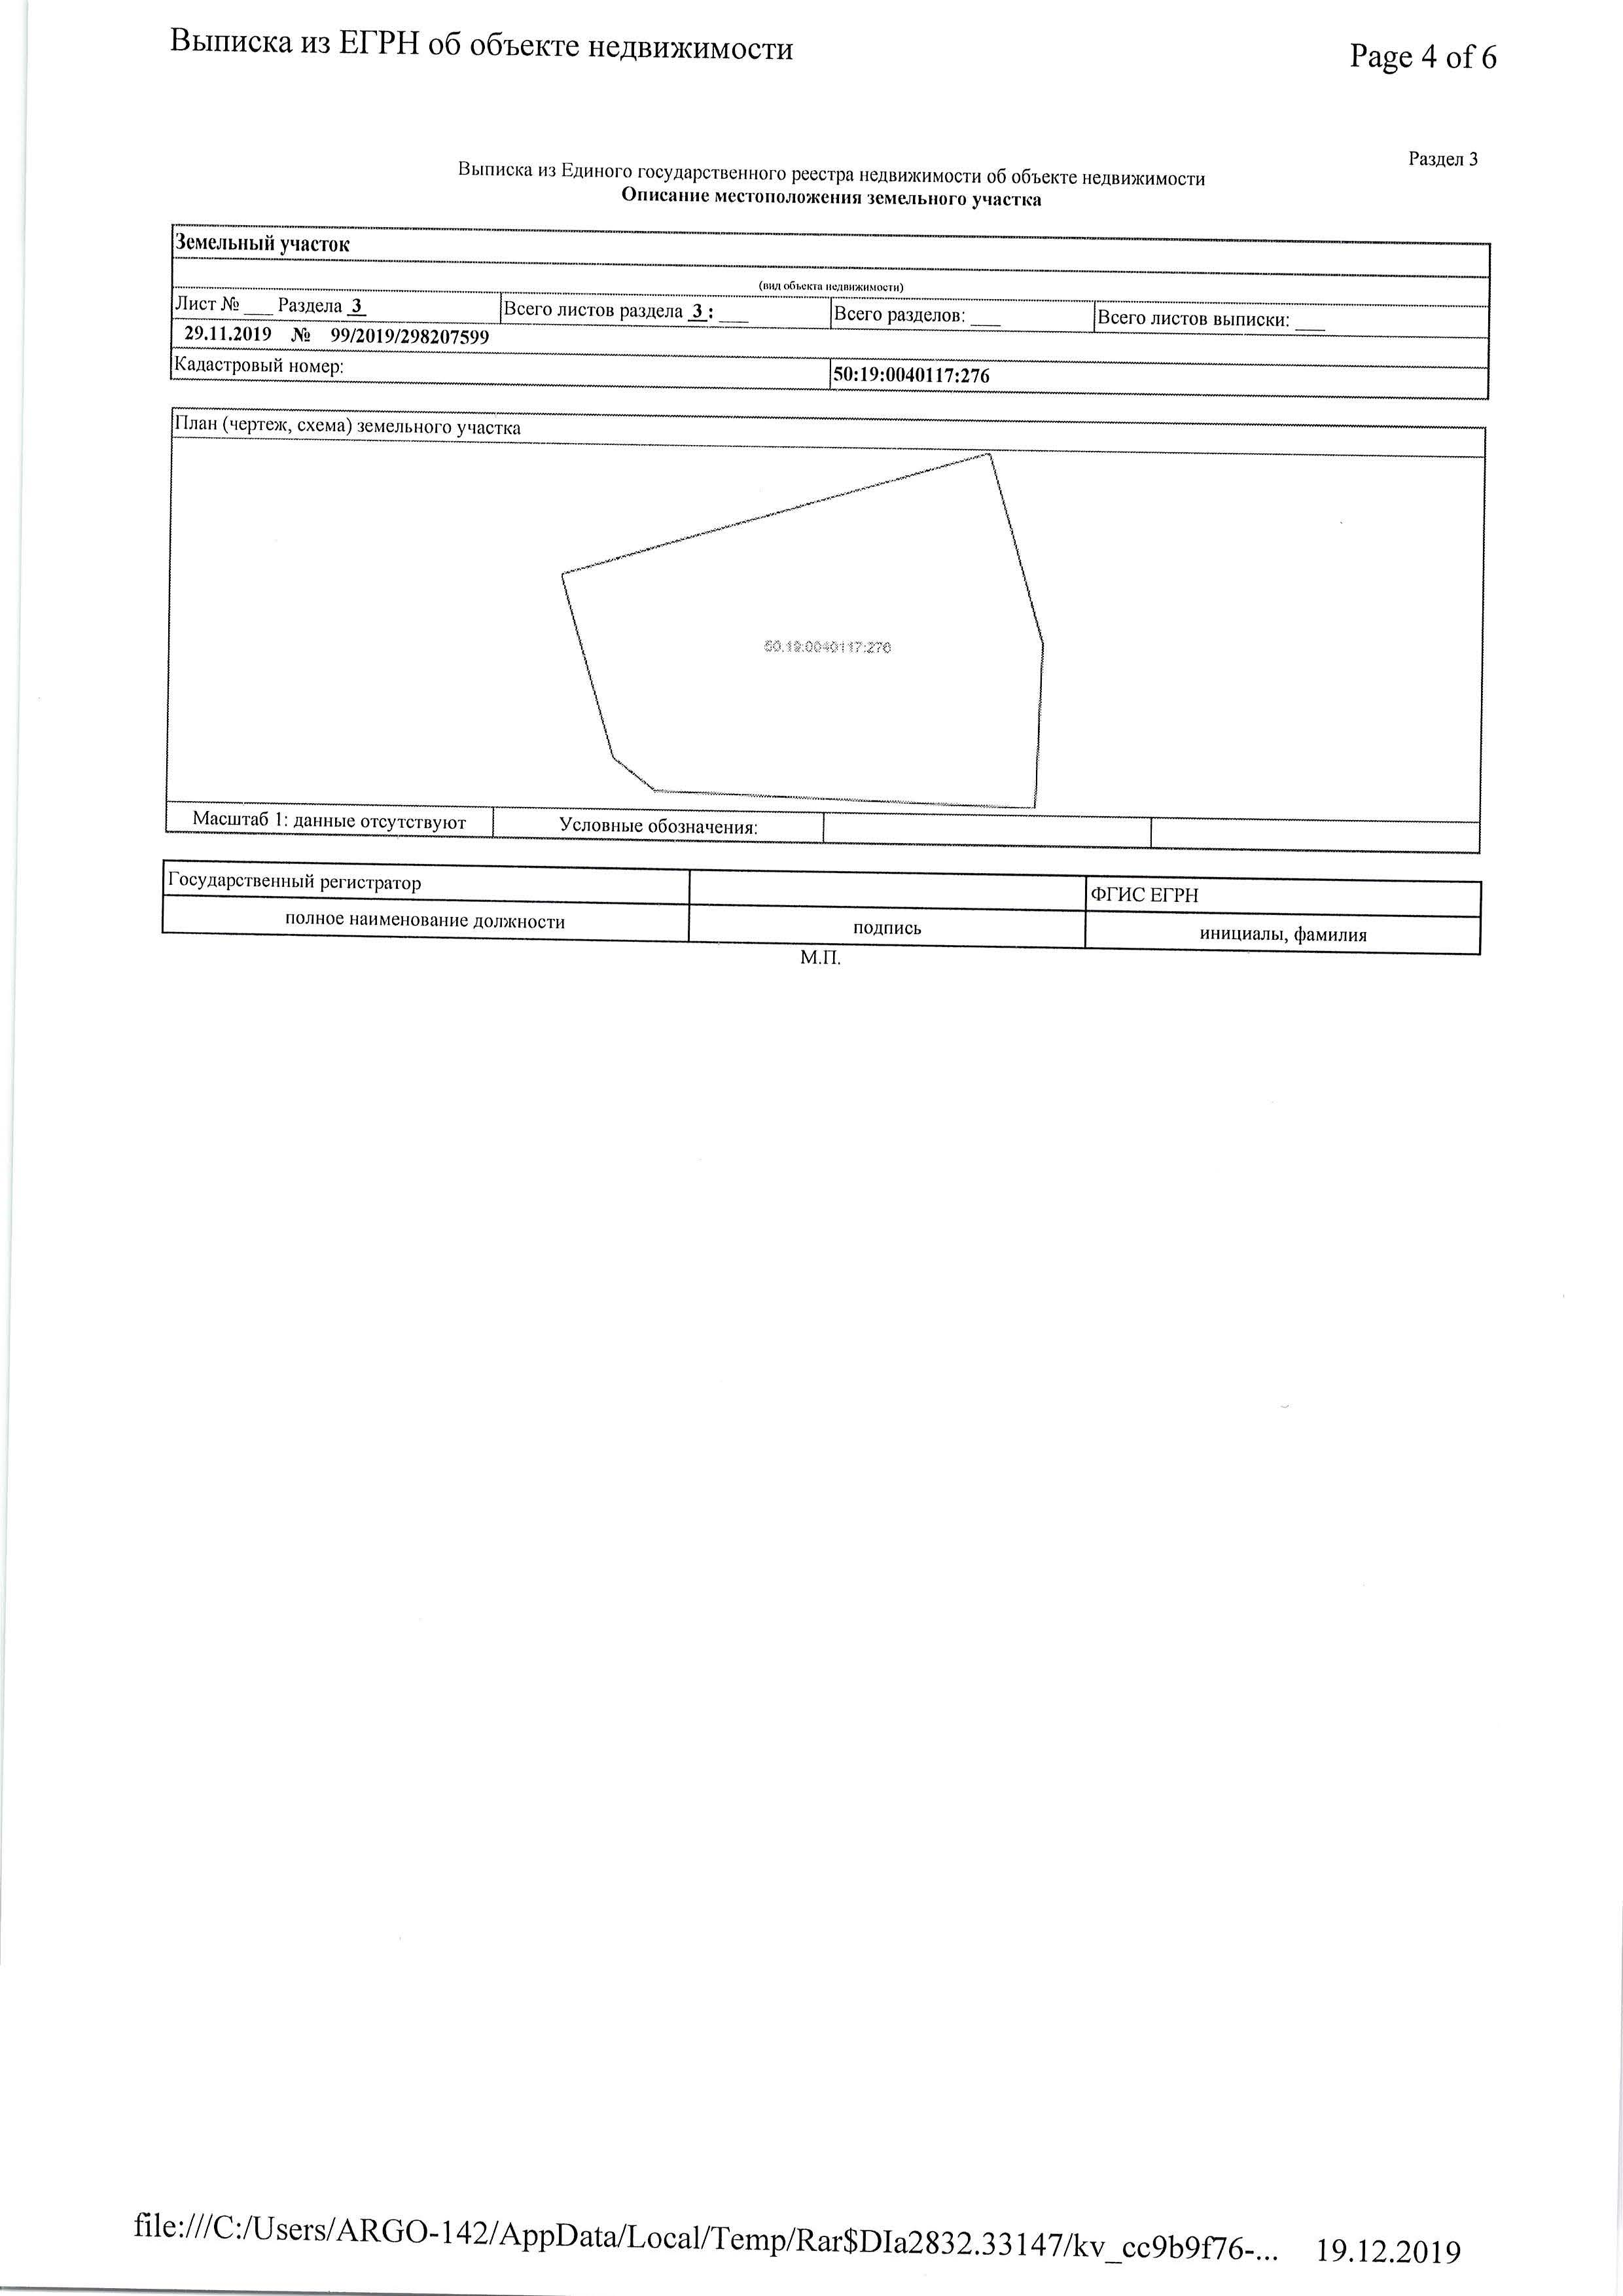 Выписка из ЕГРН об объекте недвижимости
Page 4 of 6
Раздел 3
Выписка из Единого государственного реестра недвижимости об объекте недвижимости
Описание местоположения земельного участка
Земельный участок
(вид объекта недвижимости)
Лист № ___ Раздела 3
Всего листов раздела 3 : ___
Всего разделов: ___
Всего листов выписки: ___
29.11.2019 № 99/2019/298207599
Кадастровый номер:
50:19:0040117:276
План (чертеж, схема) земельного участка
50:19:0040117:276
Масштаб 1: данные отсутствуют
Условные обозначения:
Государственный регистратор
ФГИС ЕГРН
полное наименование должности
подпись
инициалы, фамилия
М.П.
file:///C:/Users/ARGO-142/AppData/Local/Temp/Rar$DIa2832.33147/kv_cc9b9f76-...
19.12.2019